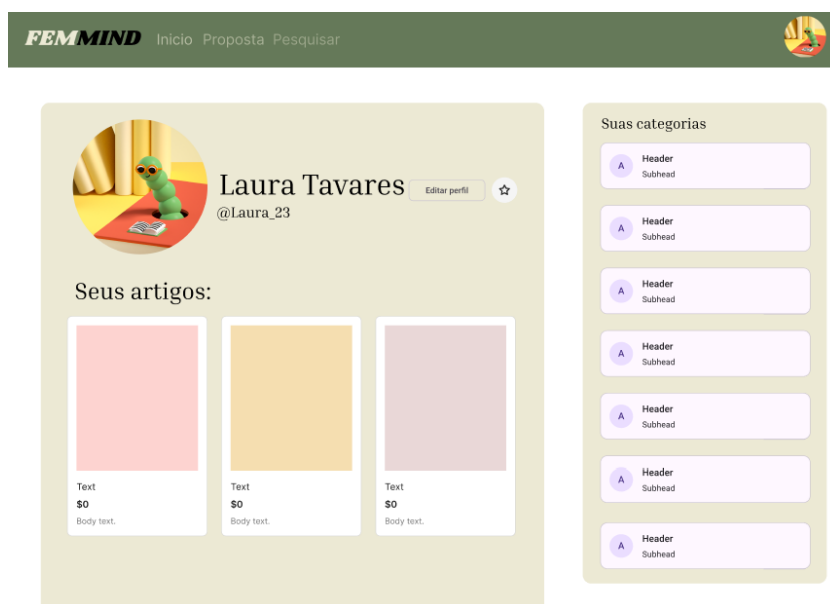 FEMMIND Inicio Proposta Pesquisar
Laura Tavares Editar perfil
@Laura_23
Seus artigos:
Text
$0
Body text.
Text
$0
Body text.
Text
$0
Body text.
Suas categorias
A Header
Subhead
A Header
Subhead
A Header
Subhead
A Header
Subhead
A Header
Subhead
A Header
Subhead
A Header
Subhead